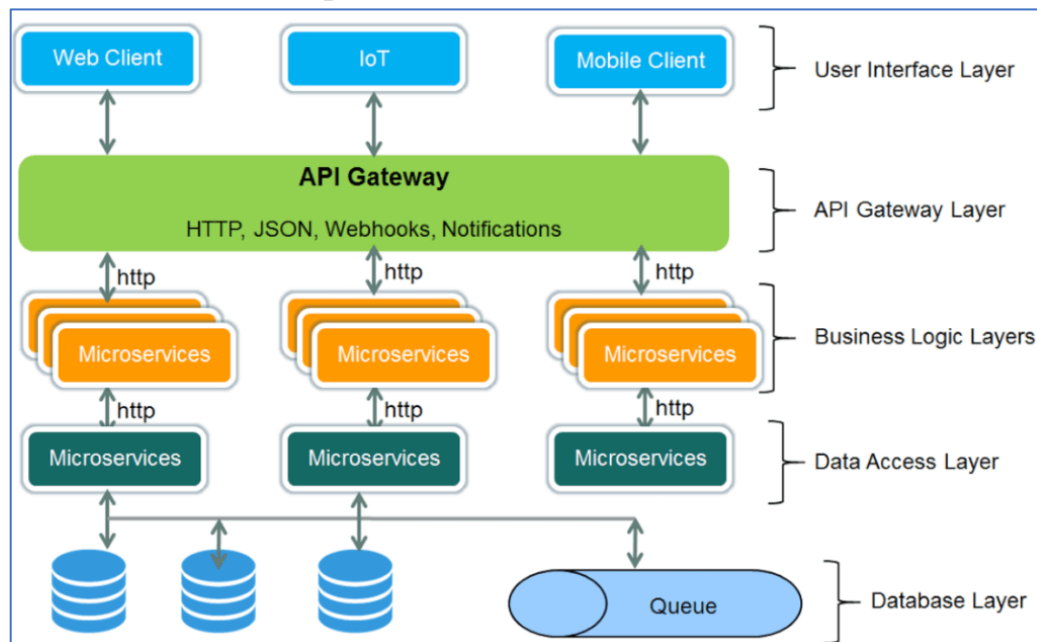 Web Client
IoT
Mobile Client
User Interface Layer
API Gateway
HTTP, JSON, Webhooks, Notifications
API Gateway Layer
http
http
http
Microservices
Microservices
Microservices
Business Logic Layers
http
http
http
Microservices
Microservices
Microservices
Data Access Layer
Queue
Database Layer